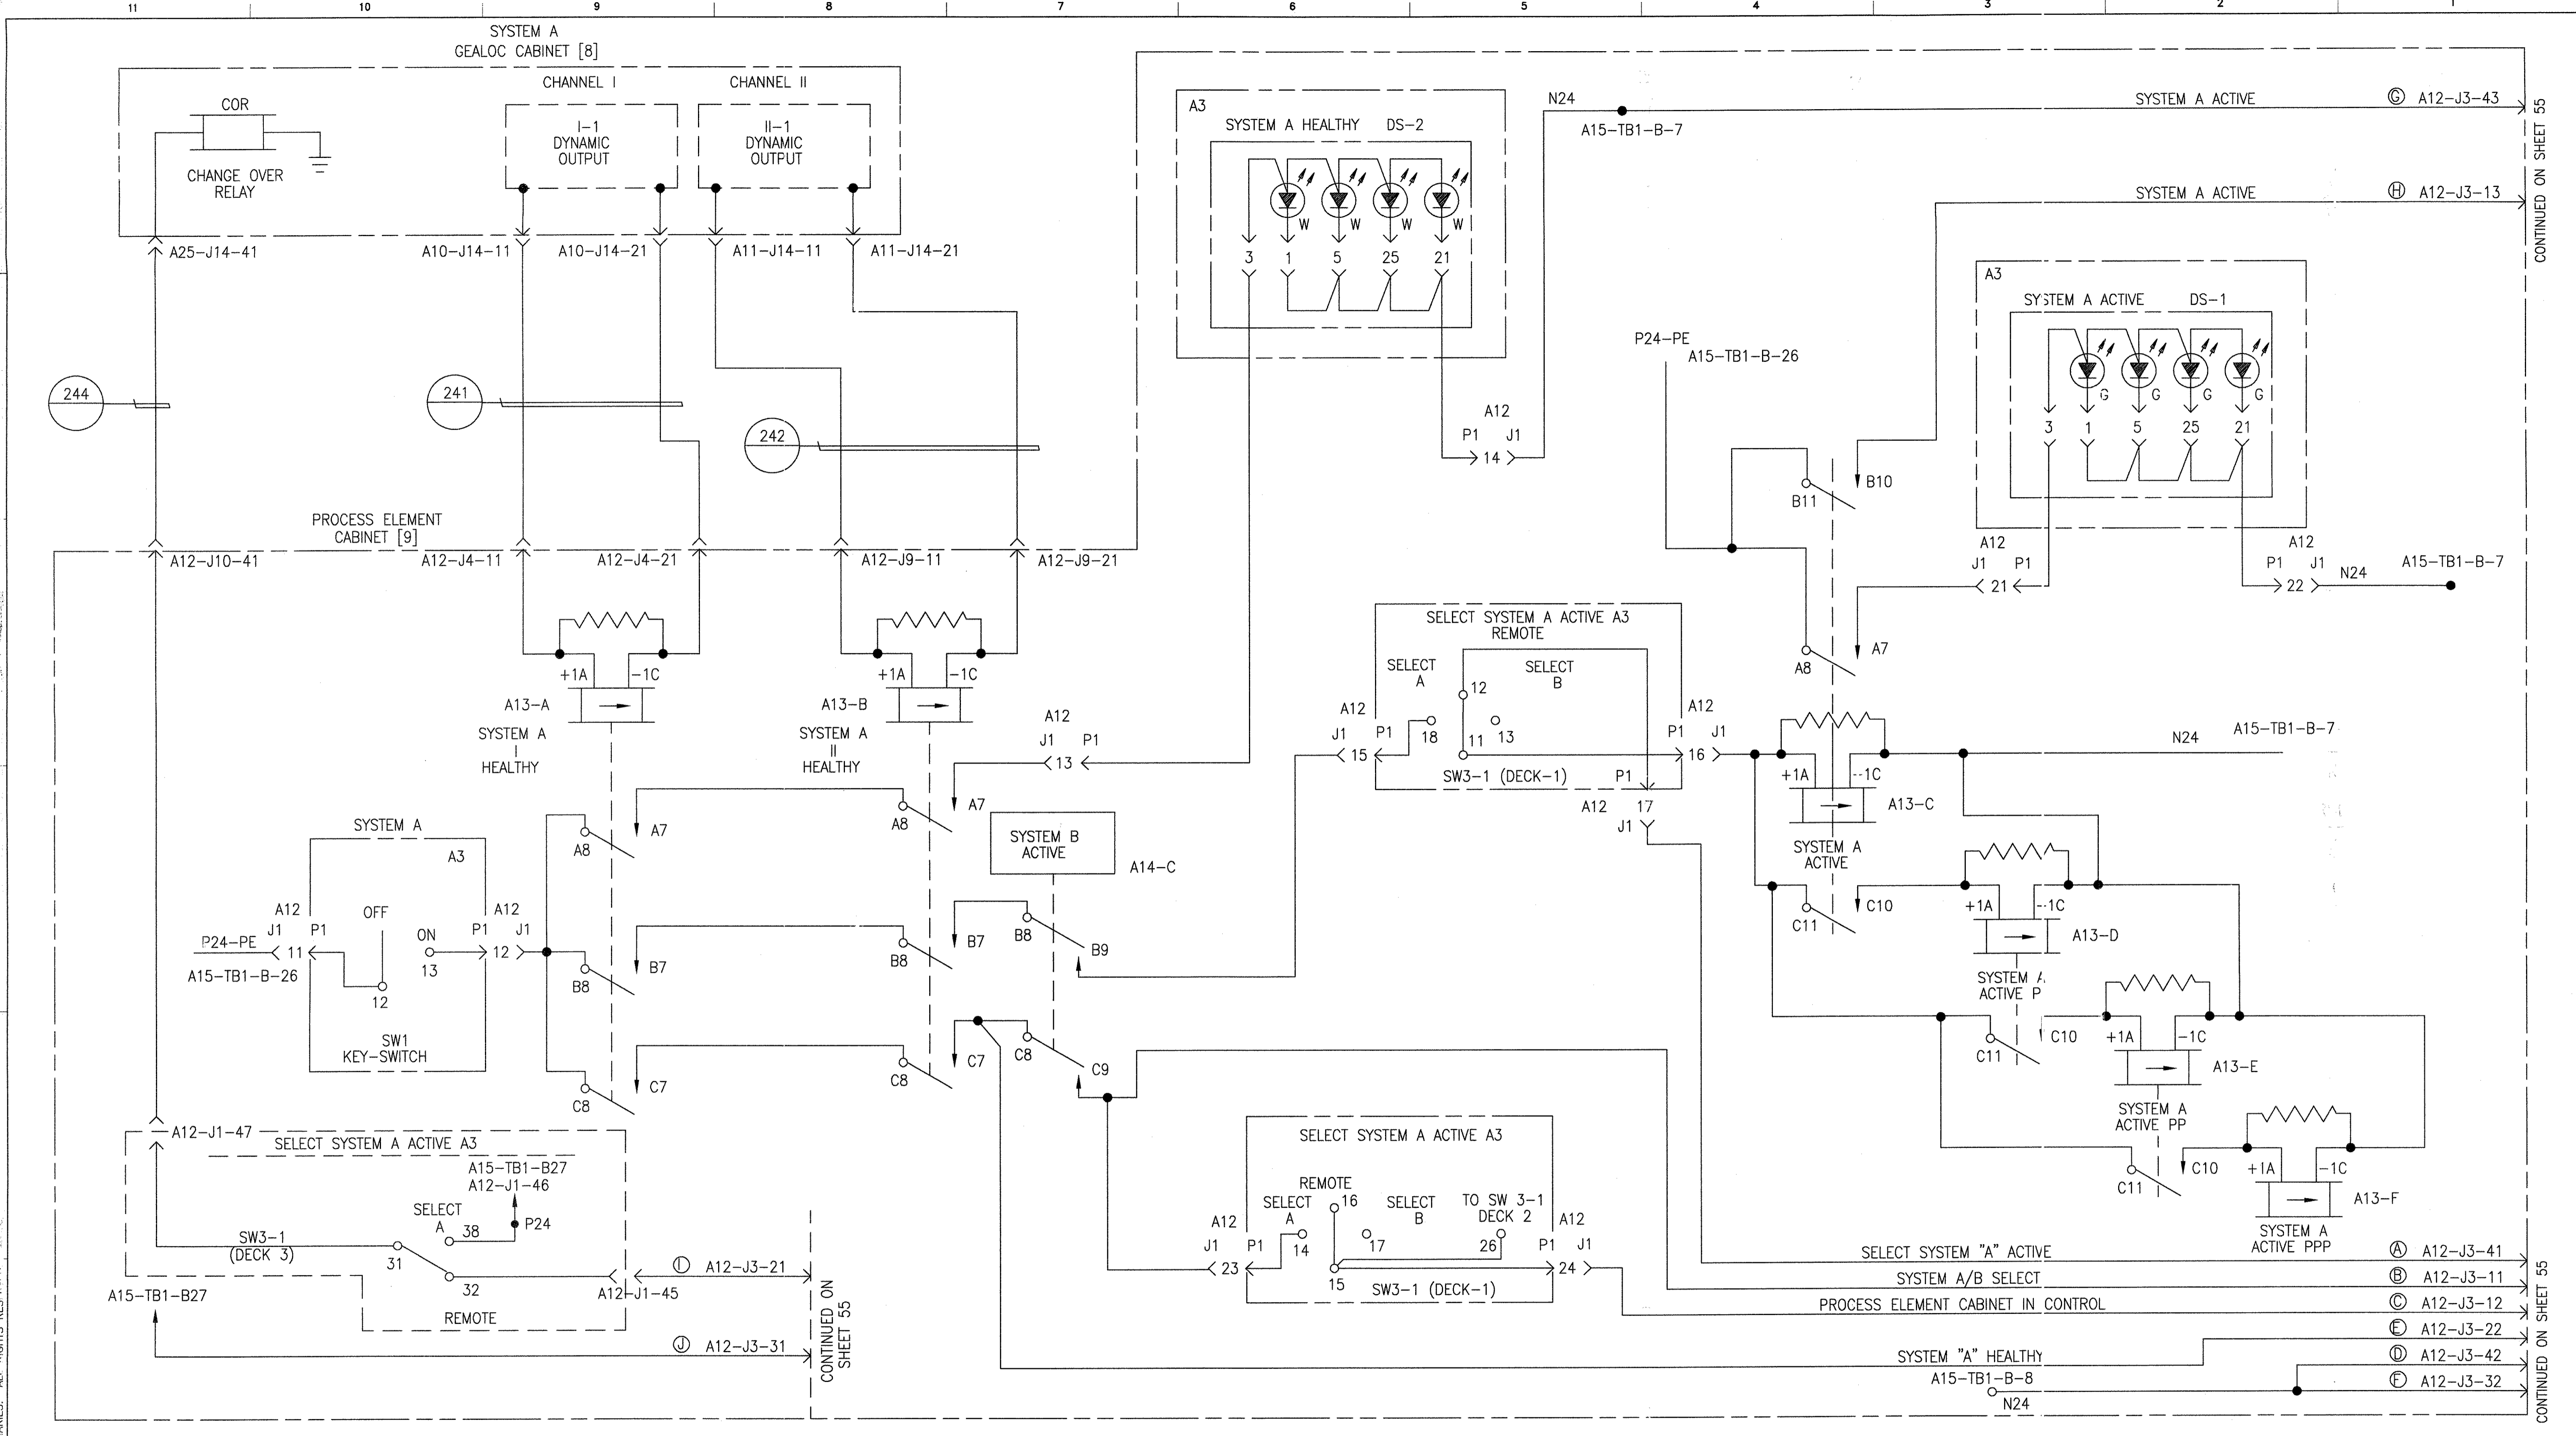 11 10 9 8 7 6 5 4 3 2 1
SYSTEM A
GEALOC CABINET [8]
COR
CHANGE OVER
RELAY
CHANNEL I
I-1
DYNAMIC
OUTPUT
CHANNEL II
II-1
DYNAMIC
OUTPUT
A25-J14-41
A10-J14-11
A10-J14-21
A11-J14-11
A11-J14-21
244
241
242
PROCESS ELEMENT
CABINET [9]
A12-J10-41
A12-J4-11
A12-J4-21
A12-J9-11
A12-J9-21
A3
SYSTEM A HEALTHY DS-2
W W W W
3 1 5 25 21
A12
P1 14 J1
N24
A15-TB1-B-7
SYSTEM A ACTIVE
G A12-J3-43
SYSTEM A ACTIVE
H A12-J3-13
CONTINUED ON SHEET 55
A3
SYSTEM A ACTIVE DS-1
G G G G
3 1 5 25 21
A12
J1 21 P1
A12
P1 22 J1
N24
A15-TB1-B-7
P24-PE
A15-TB1-B-26
B11
B10
A8
A7
+1A -1C
A13-A
SYSTEM A
I
HEALTHY
+1A -1C
A13-B
SYSTEM A
II
HEALTHY
A12
J1 13 P1
SYSTEM A
A3
A12
J1 11 P1
P24-PE
A15-TB1-B-26
OFF
12
ON
13
A12
P1 12 J1
SW1
KEY-SWITCH
A8
A7
B8
B7
C8
C7
A8
A7
B8
B7
C8
C7
SYSTEM B
ACTIVE
A14-C
B8
B9
C8
C9
SELECT SYSTEM A ACTIVE A3
REMOTE
SELECT
A
SELECT
B
12
18
11
13
A12
J1 15 P1
SW3-1 (DECK-1)
A12
P1 16 J1
P1
A12 17
J1
+1A --1C
A13-C
SYSTEM A
ACTIVE
N24
A15-TB1-B-7
C11
C10
+1A --1C
A13-D
SYSTEM A
ACTIVE P
C11
C10
+1A -1C
A13-E
SYSTEM A
ACTIVE PP
C11
C10
+1A -1C
A13-F
SYSTEM A
ACTIVE PPP
A12-J1-47
SELECT SYSTEM A ACTIVE A3
A15-TB1-B27
A12-J1-46
SELECT
A
38
P24
SW3-1
(DECK 3)
31
32
A12-J1-45
REMOTE
A15-TB1-B27
I A12-J3-21
J A12-J3-31
CONTINUED ON
SHEET 55
SELECT SYSTEM A ACTIVE A3
REMOTE
16
SELECT
A
14
SELECT
B
17
TO SW 3-1
DECK 2
26
15
A12
J1 23 P1
A12
P1 24 J1
SW3-1 (DECK-1)
SELECT SYSTEM "A" ACTIVE
A A12-J3-41
SYSTEM A/B SELECT
B A12-J3-11
PROCESS ELEMENT CABINET IN CONTROL
C A12-J3-12
E A12-J3-22
SYSTEM "A" HEALTHY
D A12-J3-42
A15-TB1-B-8
N24
F A12-J3-32
CONTINUED ON SHEET 55